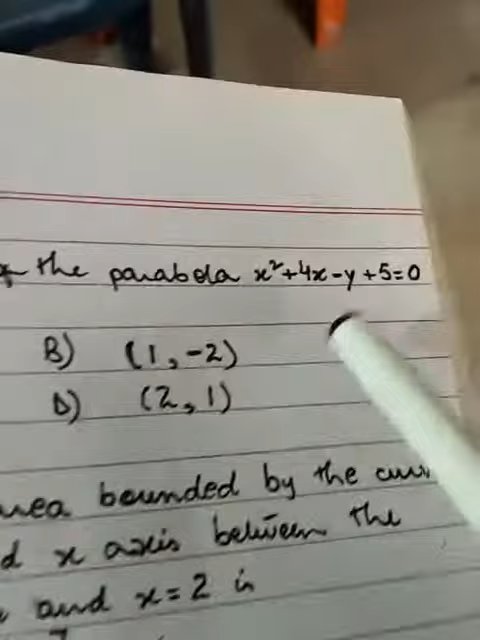 the parabola x²+4x-y+5=0
B) (1,-2)
D) (2,1)
area bounded by the
x axis between the
and x=2 is